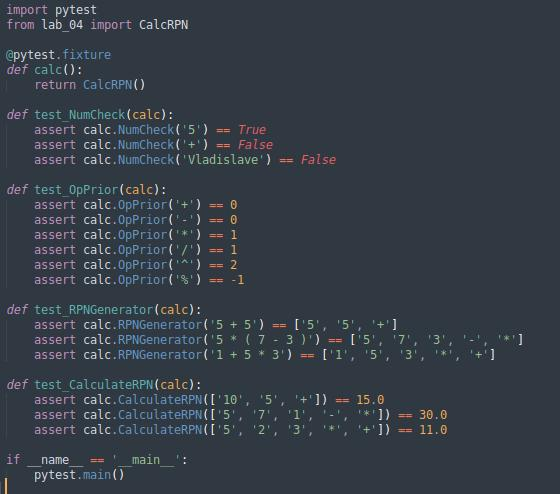 import pytest
from lab_04 import CalcRPN

@pytest.fixture
def calc():
    return CalcRPN()

def test_NumCheck(calc):
    assert calc.NumCheck('5') == True
    assert calc.NumCheck('+') == False
    assert calc.NumCheck('Vladislave') == False

def test_OpPrior(calc):
    assert calc.OpPrior('+') == 0
    assert calc.OpPrior('-') == 0
    assert calc.OpPrior('*') == 1
    assert calc.OpPrior('/') == 1
    assert calc.OpPrior('^') == 2
    assert calc.OpPrior('%') == -1

def test_RPNGenerator(calc):
    assert calc.RPNGenerator('5 + 5') == ['5', '5', '+']
    assert calc.RPNGenerator('5 * ( 7 - 3 )') == ['5', '7', '3', '-', '*']
    assert calc.RPNGenerator('1 + 5 * 3') == ['1', '5', '3', '*', '+']

def test_CalculateRPN(calc):
    assert calc.CalculateRPN(['10', '5', '+']) == 15.0
    assert calc.CalculateRPN(['5', '7', '1', '-', '*']) == 30.0
    assert calc.CalculateRPN(['5', '2', '3', '*', '+']) == 11.0

if __name__ == '__main__':
    pytest.main()